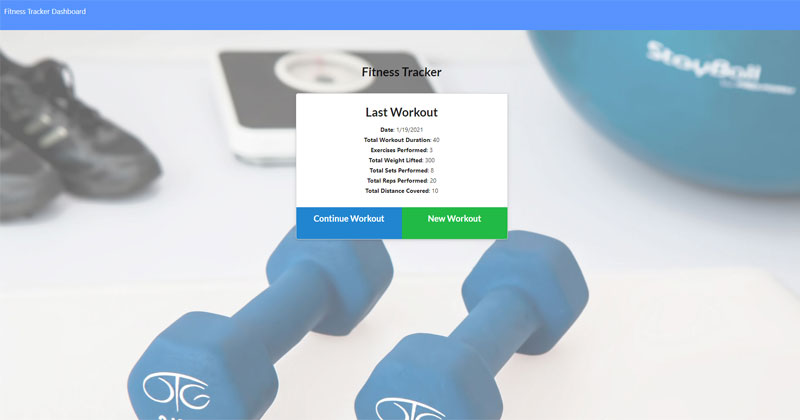 Fitness Tracker Dashboard
Fitness Tracker
StayBall
Last Workout
Date: 1/19/2021
Total Workout Duration: 40
Exercises Performed: 3
Total Weight Lifted: 300
Total Sets Performed: 8
Total Reps Performed: 20
Total Distance Covered: 10
Continue Workout
New Workout
OTG